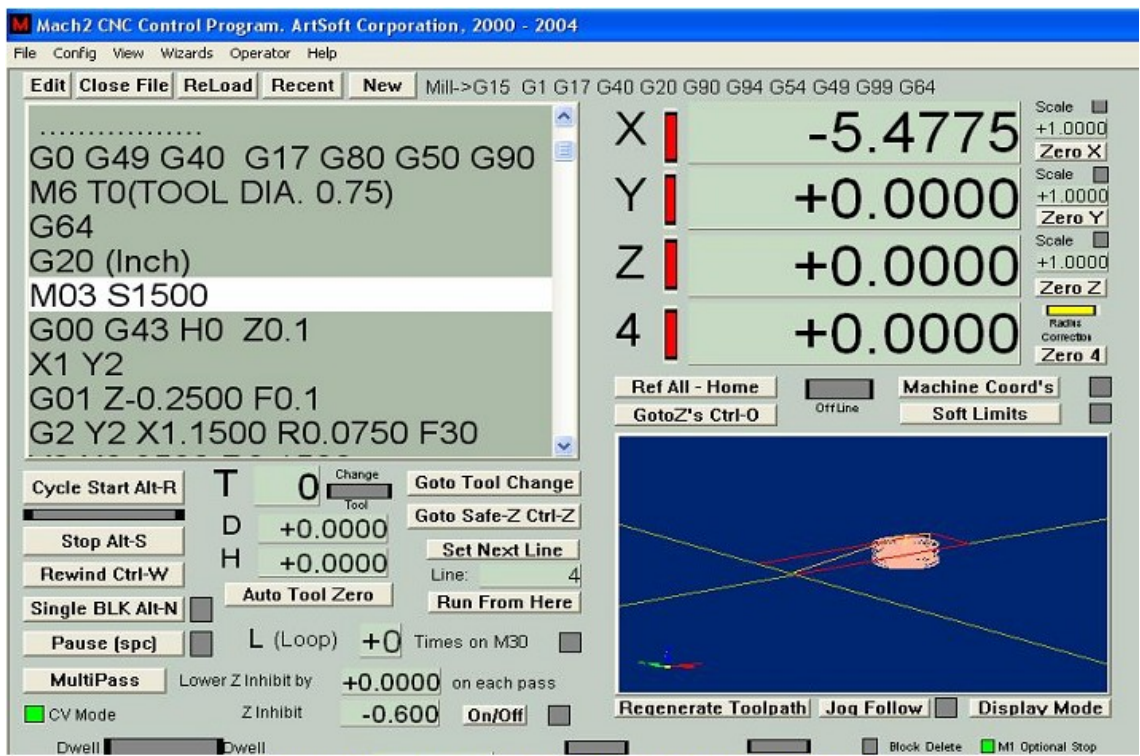 Mach2 CNC Control Program. ArtSoft Corporation, 2000 - 2004
File Config View Wizards Operator Help
Edit Close File ReLoad Recent New Mill->G15 G1 G17 G40 G20 G90 G94 G54 G49 G99 G64
.................
G0 G49 G40 G17 G80 G50 G90
M6 T0(TOOL DIA. 0.75)
G64
G20 (Inch)
M03 S1500
G00 G43 H0 Z0.1
X1 Y2
G01 Z-0.2500 F0.1
G2 Y2 X1.1500 R0.0750 F30
X -5.4775
Scale
+1.0000
Zero X
Y +0.0000
Scale
+1.0000
Zero Y
Z +0.0000
Scale
+1.0000
Zero Z
4 +0.0000
Radius
Correction
Zero 4
Ref All - Home
OffLine
Machine Coord's
GotoZ's Ctrl-O
Soft Limits
Cycle Start Alt-R
Stop Alt-S
Rewind Ctrl-W
Single BLK Alt-N
Pause (spc)
T 0 Change
Tool
D +0.0000
H +0.0000
Auto Tool Zero
Goto Tool Change
Goto Safe-Z Ctrl-Z
Set Next Line
Line: 4
Run From Here
L (Loop) +0 Times on M30
MultiPass Lower Z Inhibit by +0.0000 on each pass
CV Mode Z Inhibit -0.600 On/Off
Regenerate Toolpath Jog Follow Display Mode
Dwell Dwell
Block Delete M1 Optional Stop